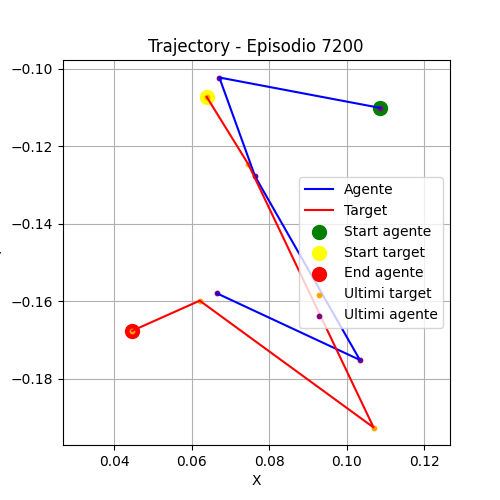 Trajectory - Episodio 7200
−0.10
−0.12
−0.14
−0.16
−0.18
Agente
Target
Start agente
Start target
End agente
Ultimi target
Ultimi agente
0.04 0.06 0.08 0.10 0.12
X